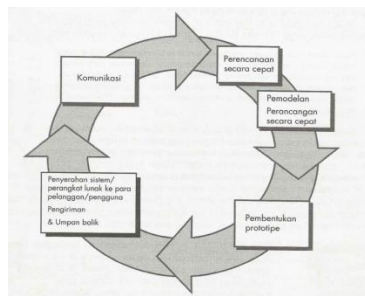 Komunikasi
Perencanaan
secara cepat
Pemodelan
Perancangan
secara cepat
Pembentukan
prototipe
Penyerahan sistem/
perangkat lunak ke para
pelanggan/pengguna
Pengiriman
& Umpan balik